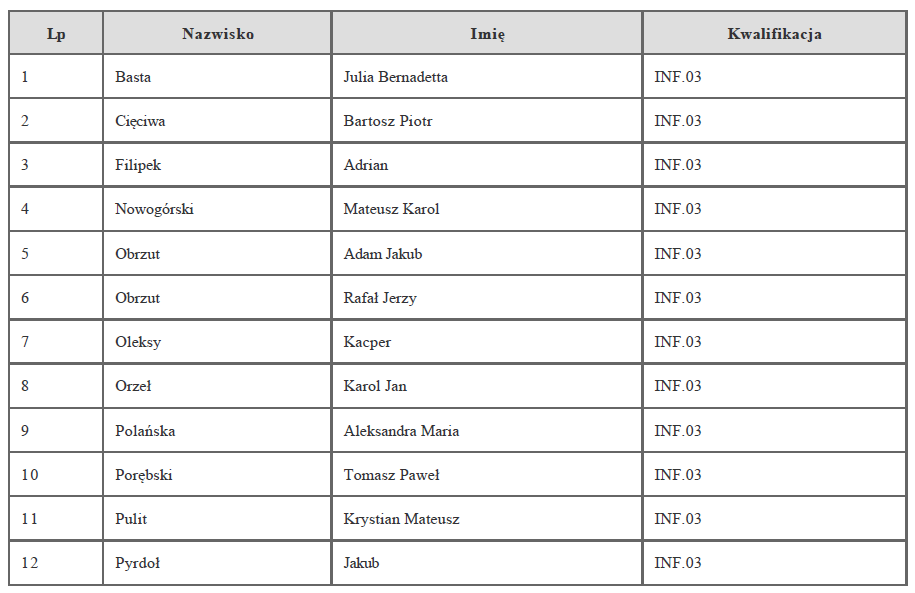 Lp Nazwisko Imię Kwalifikacja
1 Basta Julia Bernadetta INF.03
2 Cięciwa Bartosz Piotr INF.03
3 Filipek Adrian INF.03
4 Nowogórski Mateusz Karol INF.03
5 Obrzut Adam Jakub INF.03
6 Obrzut Rafał Jerzy INF.03
7 Oleksy Kacper INF.03
8 Orzeł Karol Jan INF.03
9 Polańska Aleksandra Maria INF.03
10 Porębski Tomasz Paweł INF.03
11 Pulit Krystian Mateusz INF.03
12 Pyrdoł Jakub INF.03